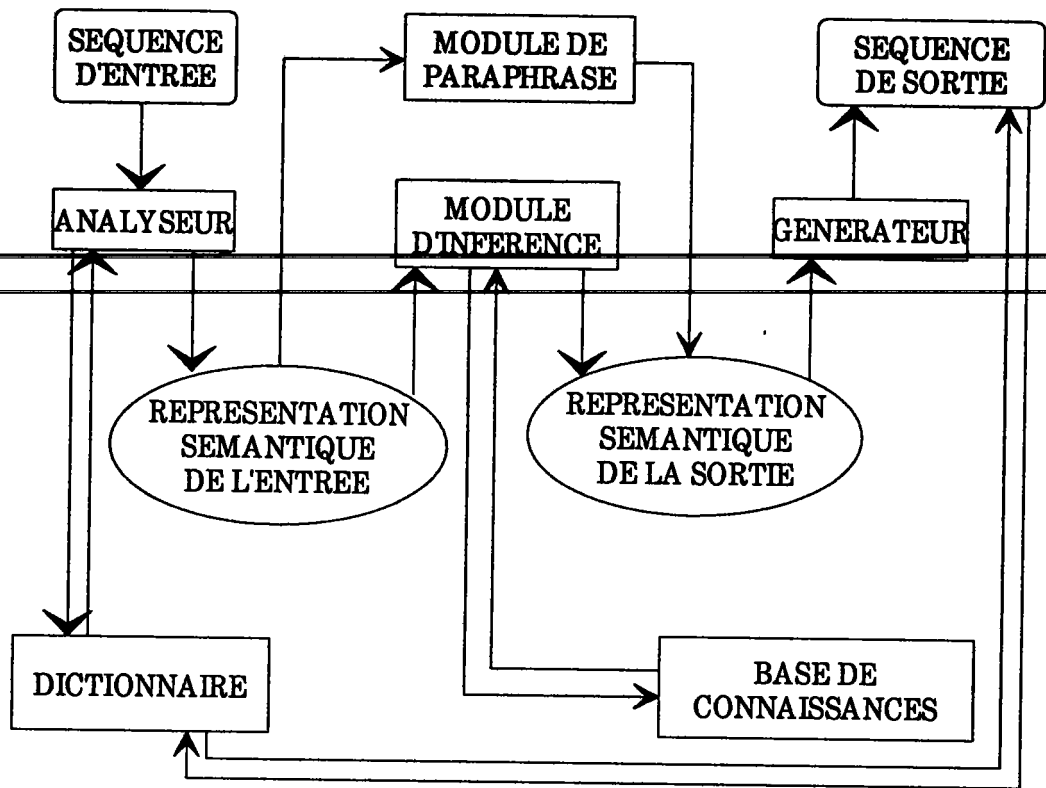 SEQUENCE
D'ENTREE
MODULE DE
PARAPHRASE
SEQUENCE
DE SORTIE
ANALYSEUR
MODULE
D'INFERENCE
GENERATEUR
REPRESENTATION
SEMANTIQUE
DE L'ENTREE
REPRESENTATION
SEMANTIQUE
DE LA SORTIE
DICTIONNAIRE
BASE DE
CONNAISSANCES